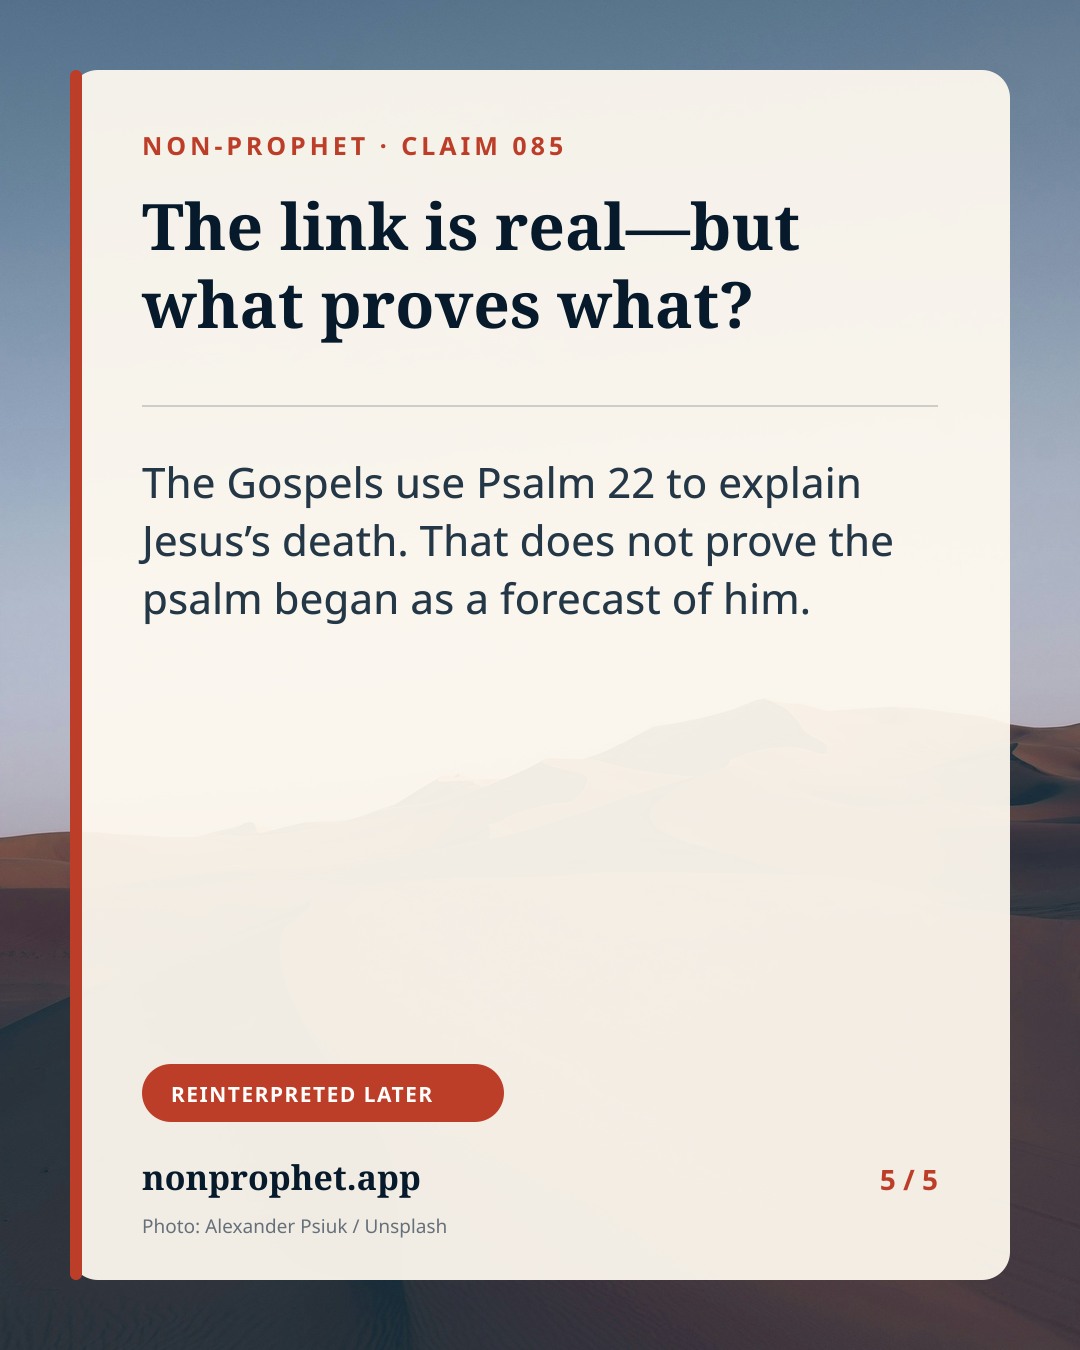 NON-PROPHET · CLAIM 085
The link is real—but
what proves what?
The Gospels use Psalm 22 to explain
Jesus’s death. That does not prove the
psalm began as a forecast of him.
REINTERPRETED LATER
nonprophet.app
5 / 5
Photo: Alexander Psiuk / Unsplash